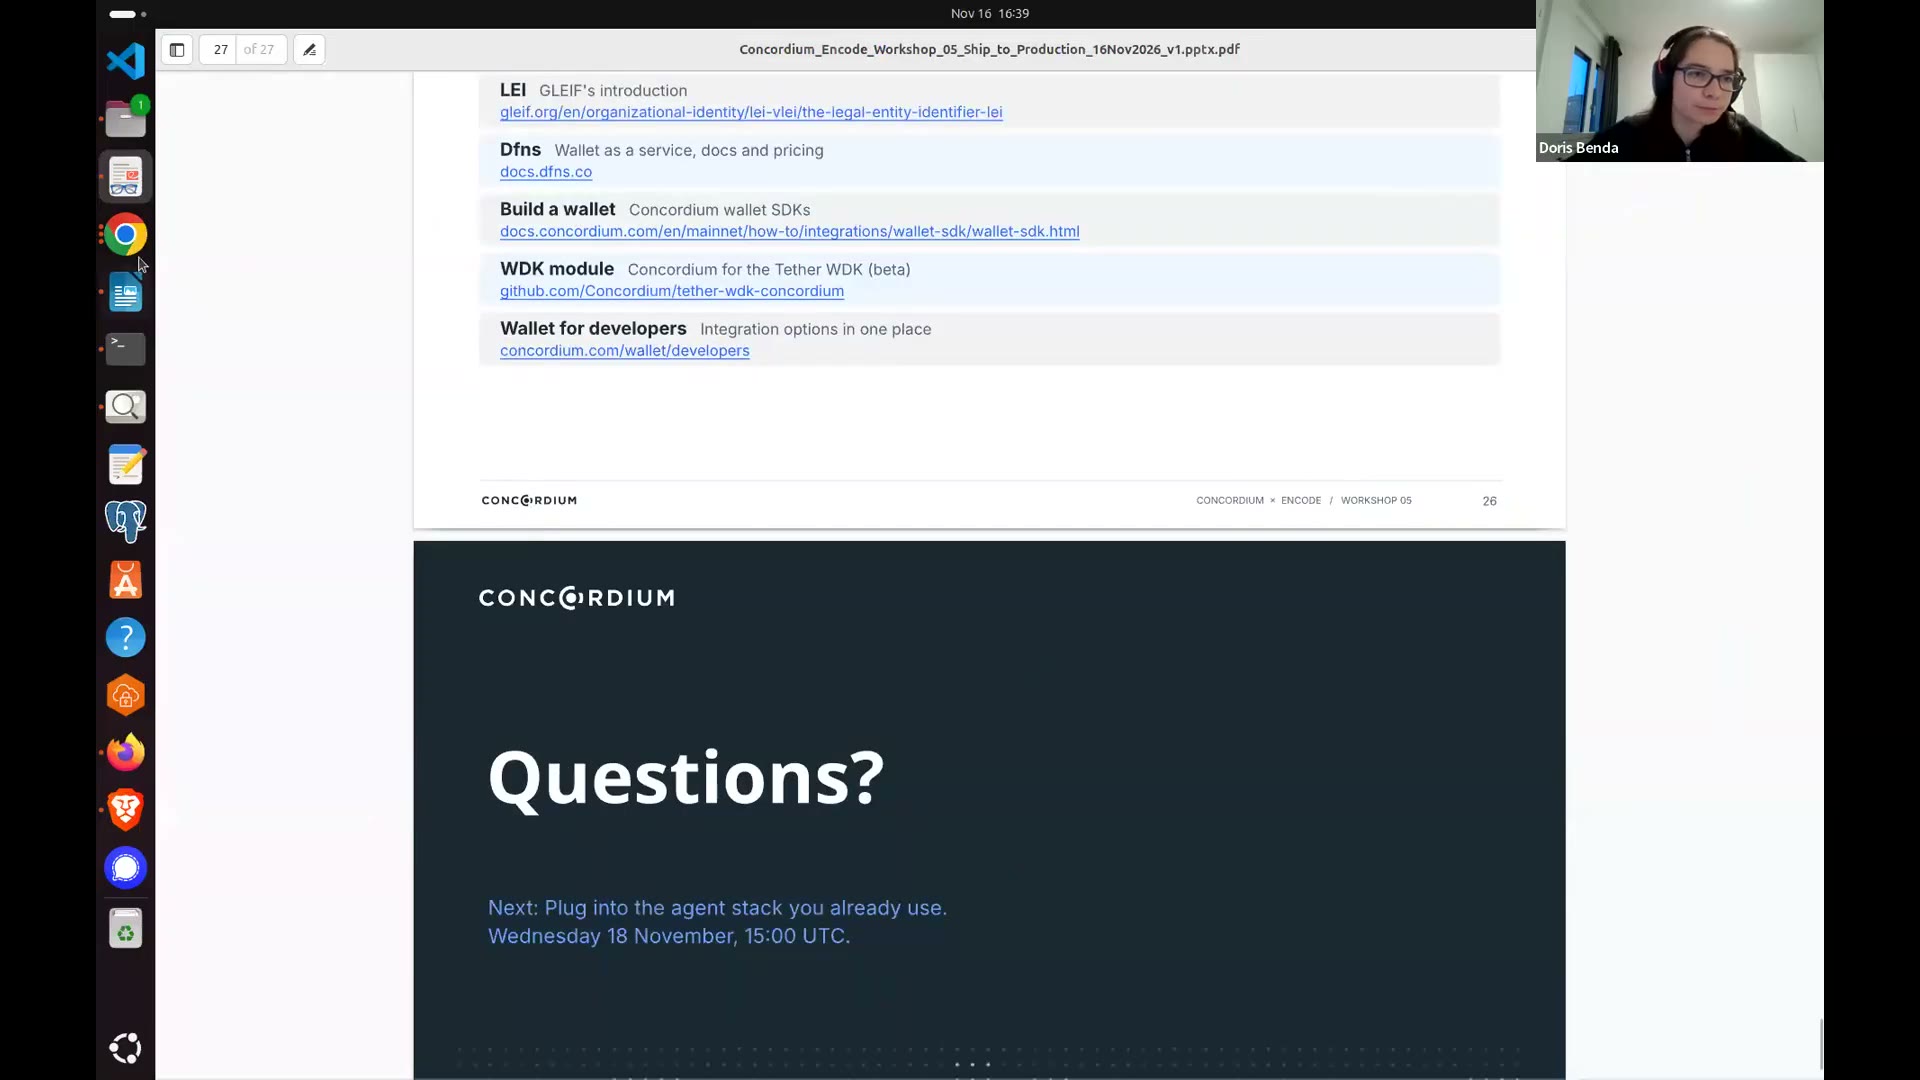 Nov 16 16:39
27 of 27
Concordium_Encode_Workshop_05_Ship_to_Production_16Nov2026_v1.pptx.pdf
1
Doris Benda
LEI GLEIF's introduction
gleif.org/en/organizational-identity/lei-vlei/the-legal-entity-identifier-lei
Dfns Wallet as a service, docs and pricing
docs.dfns.co
Build a wallet Concordium wallet SDKs
docs.concordium.com/en/mainnet/how-to/integrations/wallet-sdk/wallet-sdk.html
WDK module Concordium for the Tether WDK (beta)
github.com/Concordium/tether-wdk-concordium
Wallet for developers Integration options in one place
concordium.com/wallet/developers
CONCORDIUM
CONCORDIUM × ENCODE / WORKSHOP 05 26
CONCORDIUM
Questions?
Next: Plug into the agent stack you already use.
Wednesday 18 November, 15:00 UTC.